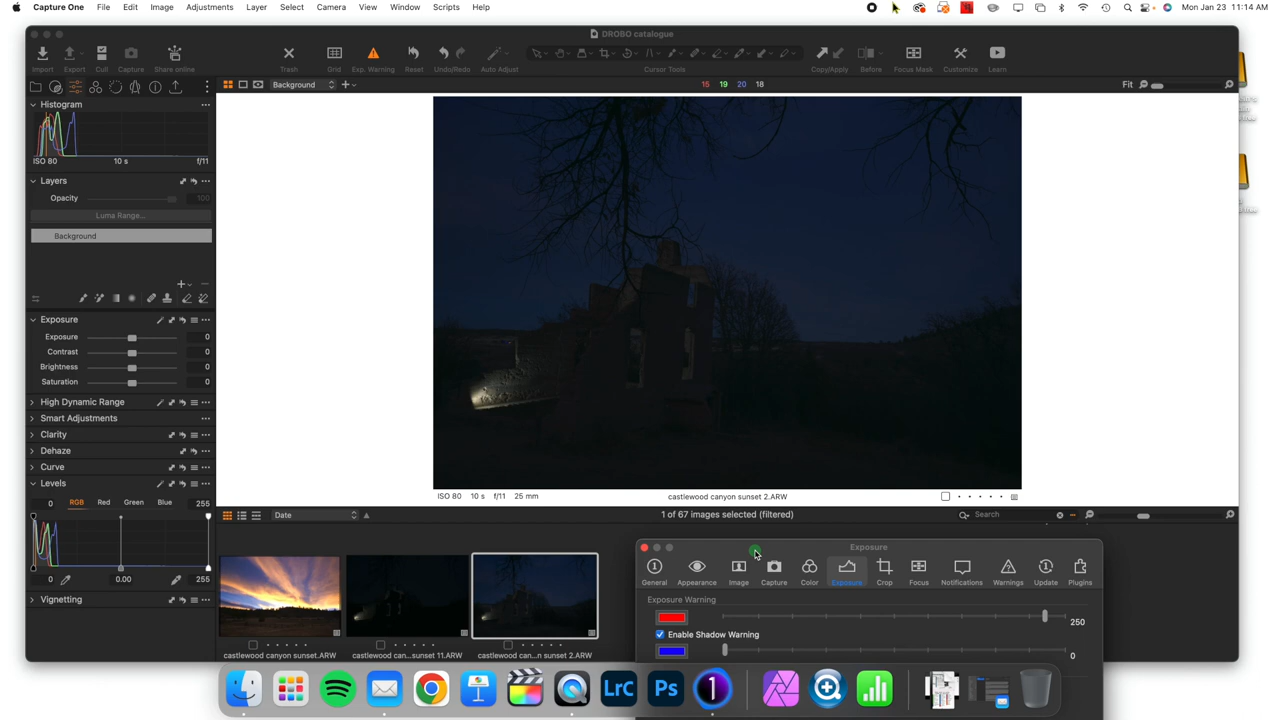 Capture One File Edit Image Adjustments Layer Select Camera View Window Scripts Help Mon Jan 23 11:14 AM
DROBO catalogue
Import Export Cull Capture Share online Trash Grid Exp. Warning Reset Undo/Redo Auto Adjust Cursor Tools Copy/Apply Before Focus Mask Customize Learn
Background 15 19 20 18 Fit
Histogram
ISO 80 10 s f/11
Layers
Opacity 100
Luma Range...
Background
Exposure
Exposure 0
Contrast 0
Brightness 0
Saturation 0
High Dynamic Range
Smart Adjustments
Clarity
Dehaze
Curve
Levels
0 RGB Red Green Blue 255
0 0.00 255
Vignetting
ISO 80 10 s f/11 25 mm castlewood canyon sunset 2.ARW
Date 1 of 67 images selected (filtered) Search
castlewood canyon sunset.ARW castlewood can...sunset 11.ARW castlewood can...n sunset 2.ARW
Exposure
General Appearance Image Capture Color Exposure Crop Focus Notifications Warnings Update Plugins
Exposure Warning
250
Enable Shadow Warning
0
LrC Ps 1